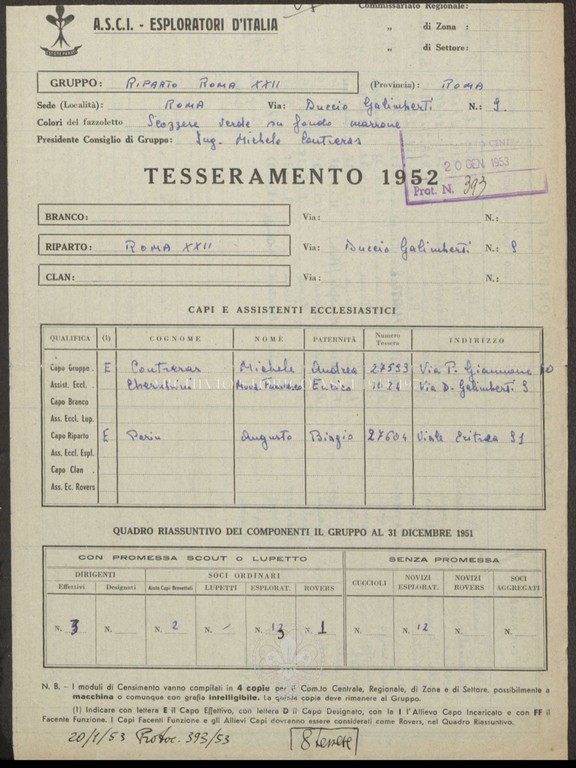 Commissariato Regionale:
A.S.C.I. - ESPLORATORI D'ITALIA
" di Zona :
" di Settore:
GRUPPO: RIPARTO ROMA XXII (Provincia): ROMA
Sede (Località): ROMA Via: Duccio Galimberti N.: 9.
Colori del fazzoletto Scozzese verde su fondo marrone
Presidente Consiglio di Gruppo: Ing. Michele Contreras
20 GEN 1953
TESSERAMENTO 1952
Prot. N. 393
BRANCO: Via: N.:
RIPARTO: ROMA XXII Via: Duccio Galimberti N.: 9
CLAN: Via: N.:
CAPI E ASSISTENTI ECCLESIASTICI
QUALIFICA (1) COGNOME NOME PATERNITÀ Numero Tessera INDIRIZZO
Capo Gruppo E Contreras Michele Andrea 27553 Via P. Giannone
Assist. Eccl. Mons. Francesco Enrico Via D. Galimberti 9
Capo Branco
Ass. Eccl. Lup.
Capo Riparto E Perin Augusto Biagio 27604 Viale Eritrea 91
Ass. Eccl. Espl.
Capo Clan
Ass. Ec. Rovers
QUADRO RIASSUNTIVO DEI COMPONENTI IL GRUPPO AL 31 DICEMBRE 1951
CON PROMESSA SCOUT O LUPETTO SENZA PROMESSA
DIRIGENTI SOCI ORDINARI
Effettivi Designati Aiuto Capi Brevettati LUPETTI ESPLORAT. ROVERS CUCCIOLI NOVIZI ESPLORAT. NOVIZI ROVERS SOCI AGGREGATI
N. 3 N. N. 2 N. - N. 13 N. 1 N. N. 12 N. N.
N. B. - I moduli di Censimento vanno compilati in 4 copie per il Com.to Centrale, Regionale, di Zona e di Settore, possibilmente a
macchina o comunque con grafia intelligibile. La quinta copia deve rimanere al Gruppo.
(1) Indicare con lettera E il Capo Effettivo, con lettera D il Capo Designato, con la I l'Allievo Capo Incaricato e con FF il
Facente Funzione. I Capi Facenti Funzione e gli Allievi Capi dovranno essere considerati come Rovers, nel Quadro Riassuntivo.
20/1/53 Protoc. 393/53 8 tessere